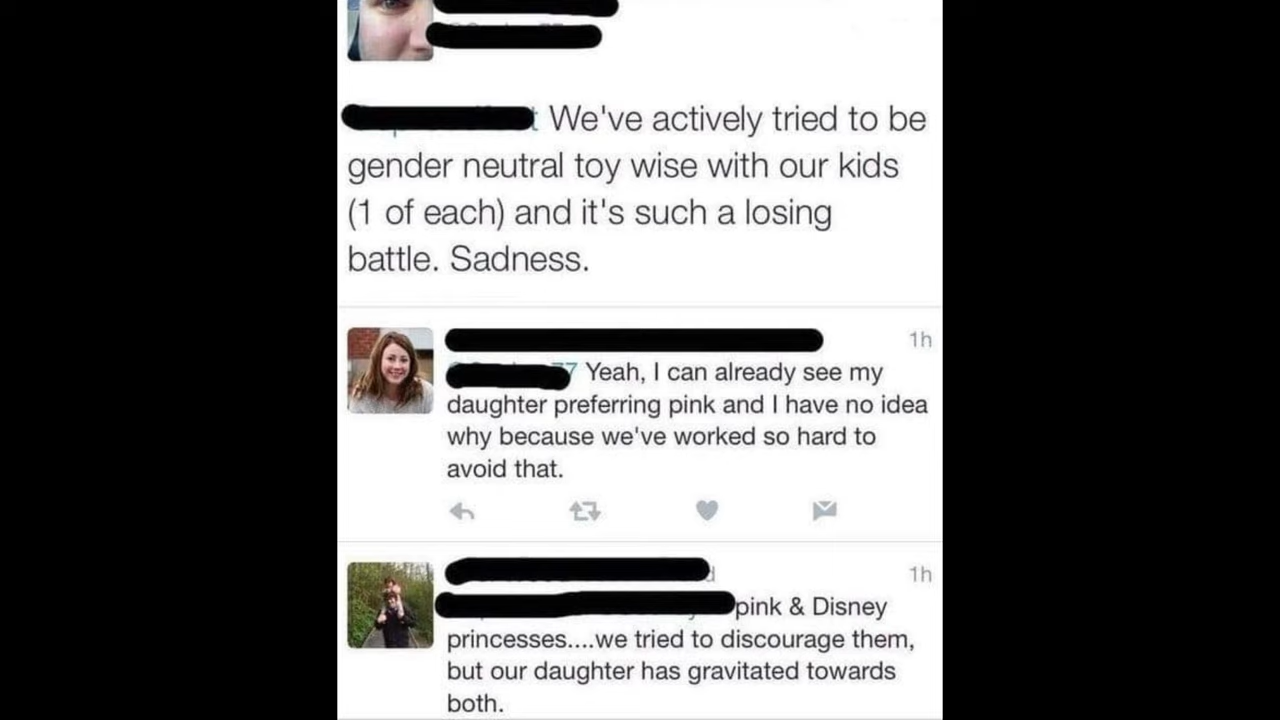 We've actively tried to be
gender neutral toy wise with our kids
(1 of each) and it's such a losing
battle. Sadness.
1h
Yeah, I can already see my
daughter preferring pink and I have no idea
why because we've worked so hard to
avoid that.
1h
pink & Disney
princesses....we tried to discourage them,
but our daughter has gravitated towards
both.